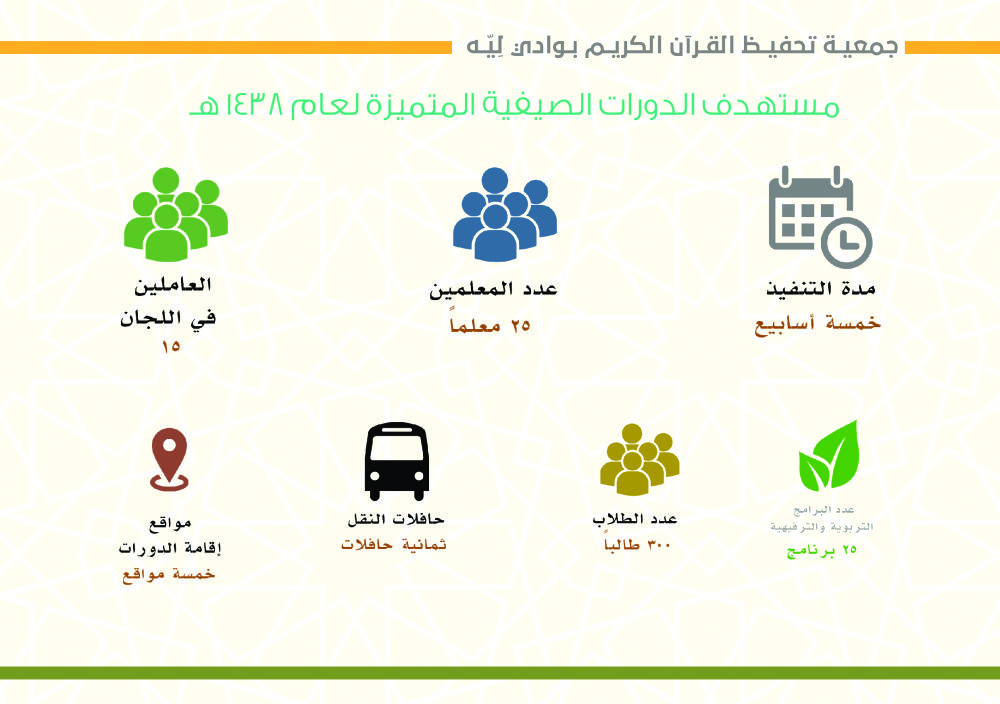 جمعية تحفيظ القرآن الكريم بوادي لِيّه
مستهدف الدورات الصيفية المتميزة لعام ١٤٣٨ هـ
مدة التنفيذ
خمسة أسابيع
عدد المعلمين
٢٥ معلماً
العاملين
في اللجان
١٥
عدد البرامج
التربوية والترفيهية
٢٥ برنامج
عدد الطلاب
٣٠٠ طالباً
حافلات النقل
ثمانية حافلات
مواقع
إقامة الدورات
خمسة مواقع